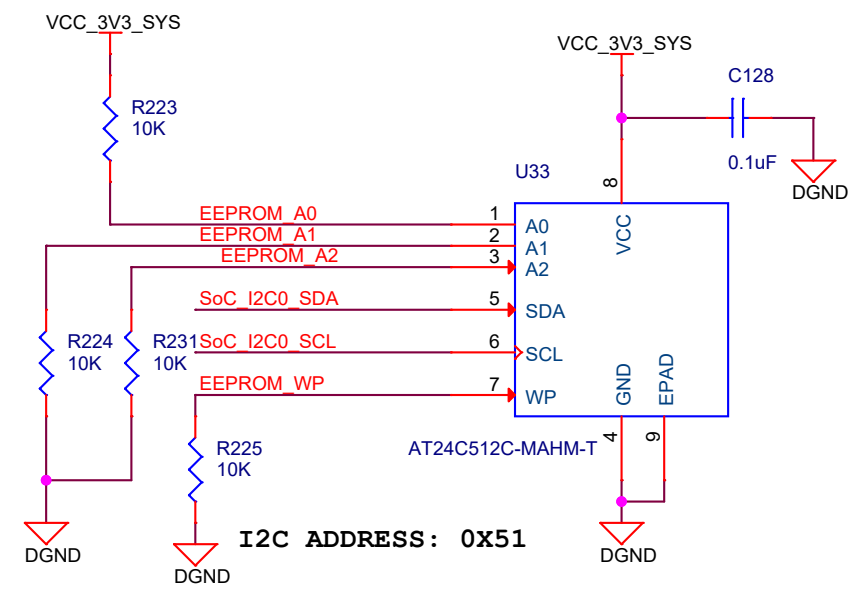 VCC_3V3_SYS
VCC_3V3_SYS
C128
R223
10K
0.1uF
U33
DGND
8
VCC
EEPROM_A0
1
A0
EEPROM_A1
2
A1
EEPROM_A2
3
A2
SoC_I2C0_SDA
5
SDA
R224
10K
R231
10K
SoC_I2C0_SCL
6
SCL
EEPROM_WP
7
WP
GND
EPAD
4
9
R225
10K
AT24C512C-MAHM-T
I2C ADDRESS: 0X51
DGND
DGND
DGND